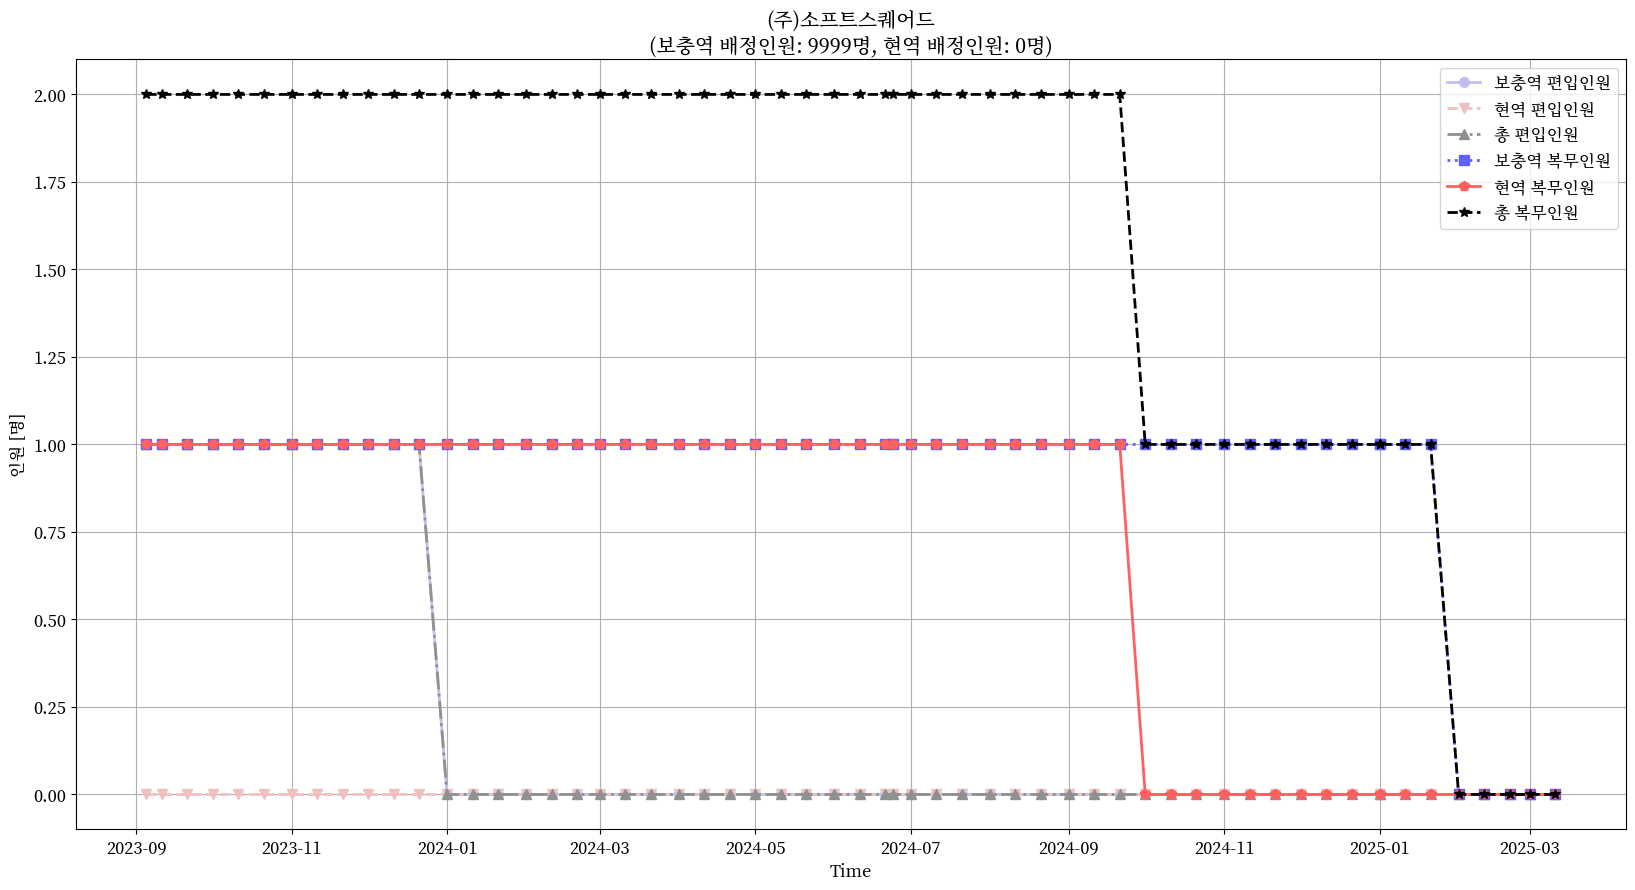 (주)소프트스퀘어드
(보충역 배정인원: 9999명, 현역 배정인원: 0명)
보충역 편입인원
현역 편입인원
총 편입인원
보충역 복무인원
현역 복무인원
총 복무인원
2.00
1.75
1.50
1.25
1.00
0.75
0.50
0.25
0.00
인원 [명]
2023-09
2023-11
2024-01
2024-03
2024-05
2024-07
2024-09
2024-11
2025-01
2025-03
Time